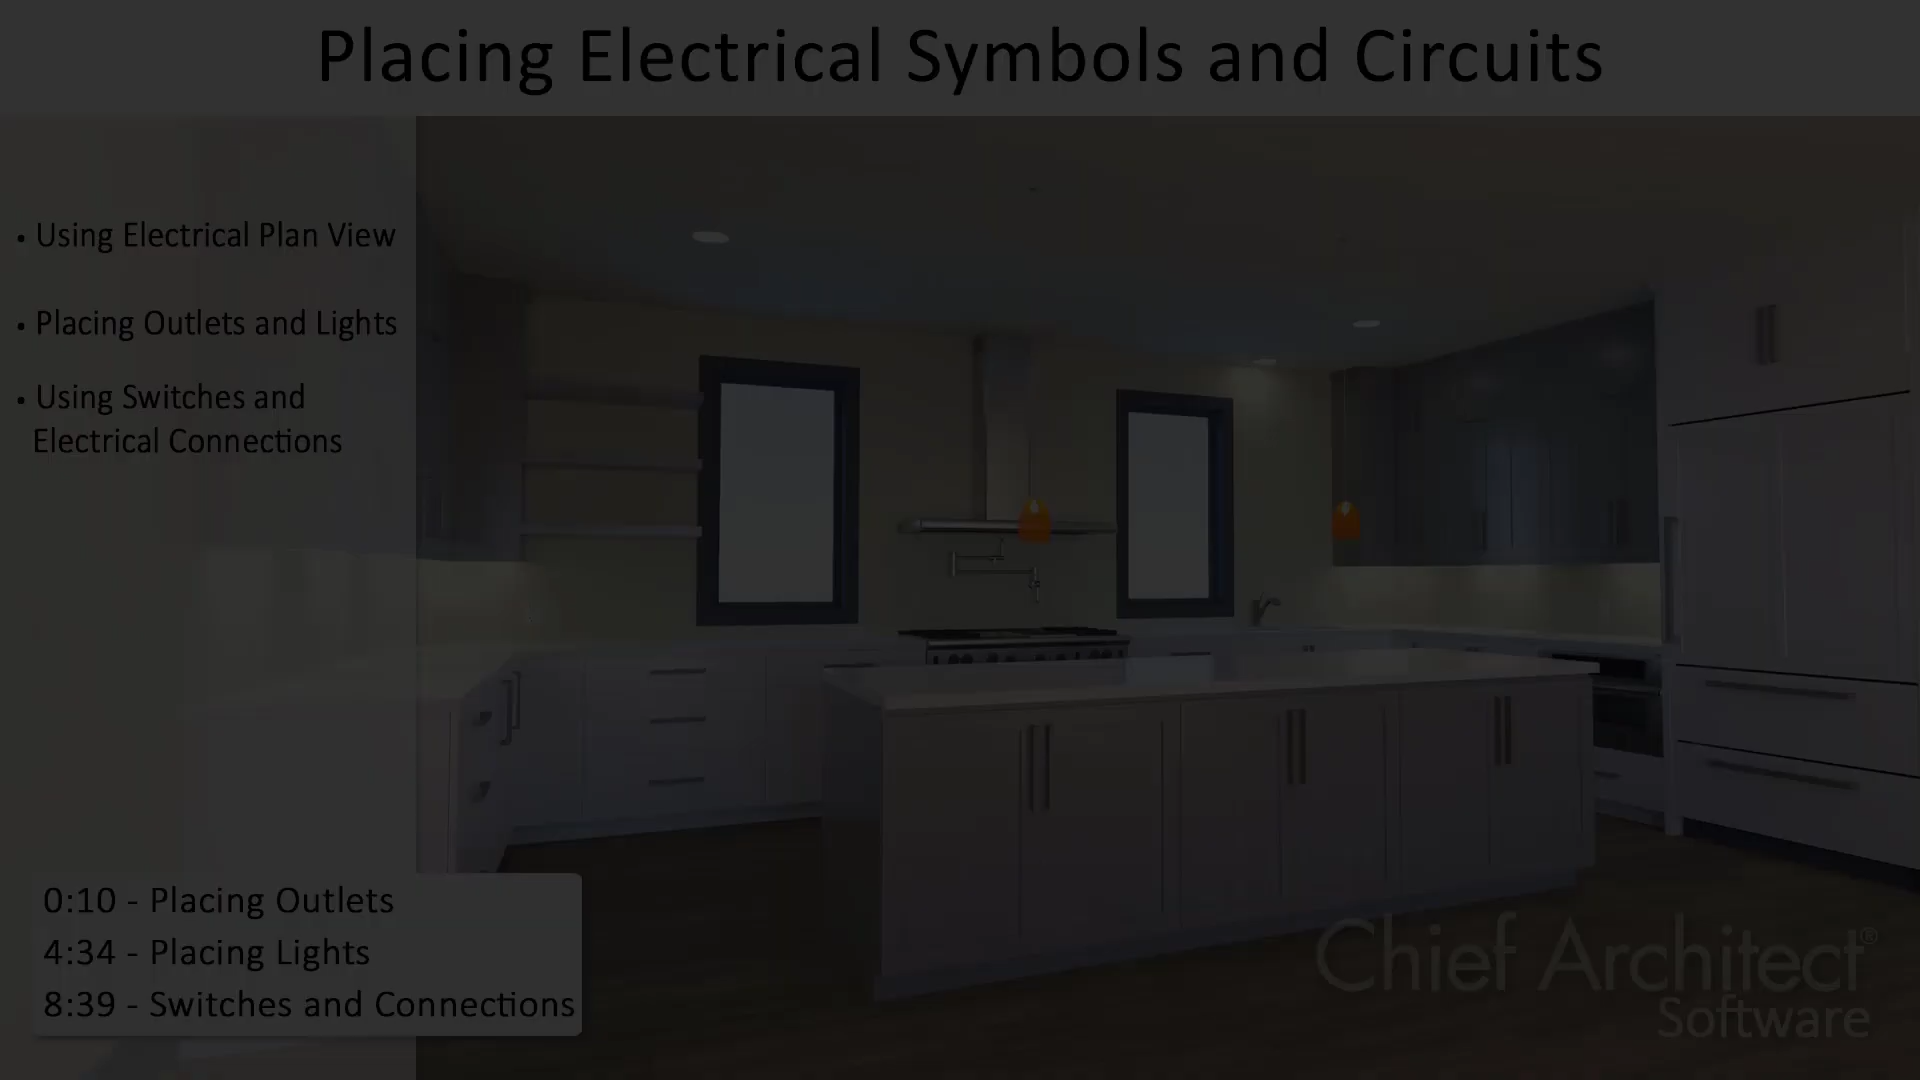 Placing Electrical Symbols and Circuits
• Using Electrical Plan View
• Placing Outlets and Lights
• Using Switches and
Electrical Connections
0:10 - Placing Outlets
4:34 - Placing Lights
8:39 - Switches and Connections
Chief Architect®
Software